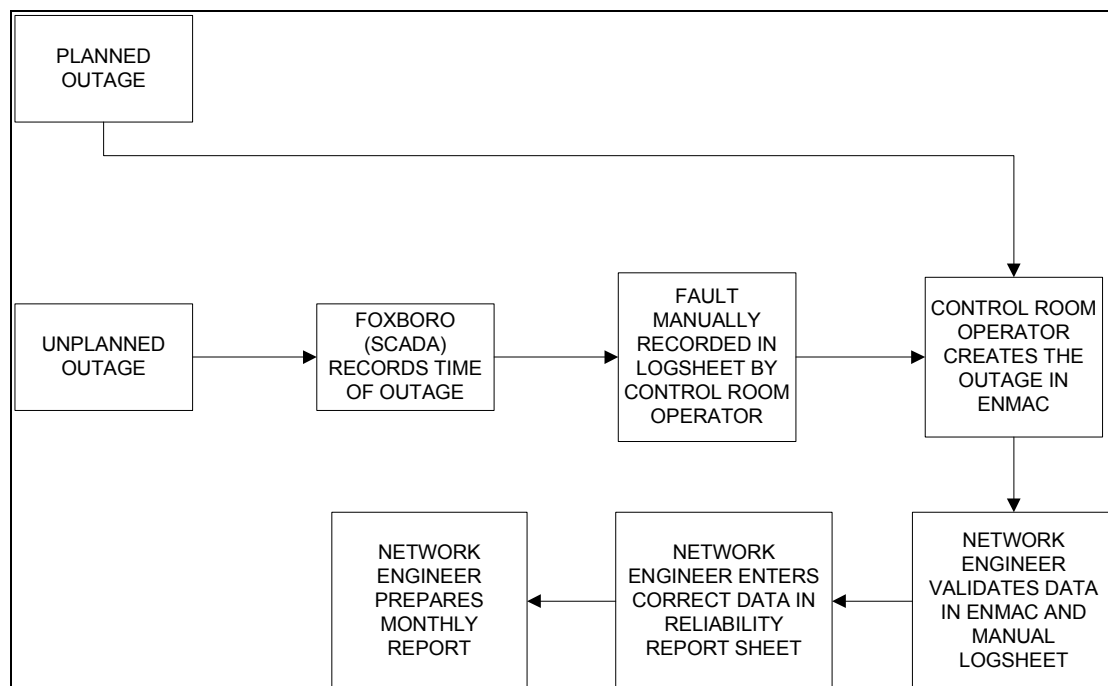 PLANNED
OUTAGE
UNPLANNED
OUTAGE
FOXBORO
(SCADA)
RECORDS TIME
OF OUTAGE
FAULT
MANUALLY
RECORDED IN
LOGSHEET BY
CONTROL ROOM
OPERATOR
CONTROL ROOM
OPERATOR
CREATES THE
OUTAGE IN
ENMAC
NETWORK
ENGINEER
VALIDATES DATA
IN ENMAC AND
MANUAL
LOGSHEET
NETWORK
ENGINEER ENTERS
CORRECT DATA IN
RELIABILITY
REPORT SHEET
NETWORK
ENGINEER
PREPARES
MONTHLY
REPORT